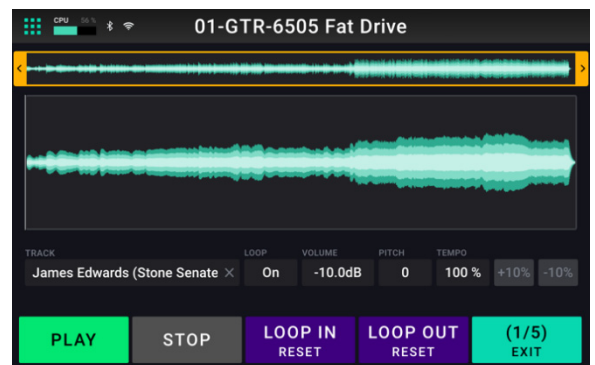 CPU 56 %
01-GTR-6505 Fat Drive
TRACK LOOP VOLUME PITCH TEMPO
James Edwards (Stone Senate × On -10.0dB 0 100 % +10% -10%
PLAY STOP LOOP IN LOOP OUT (1/5)
RESET RESET EXIT